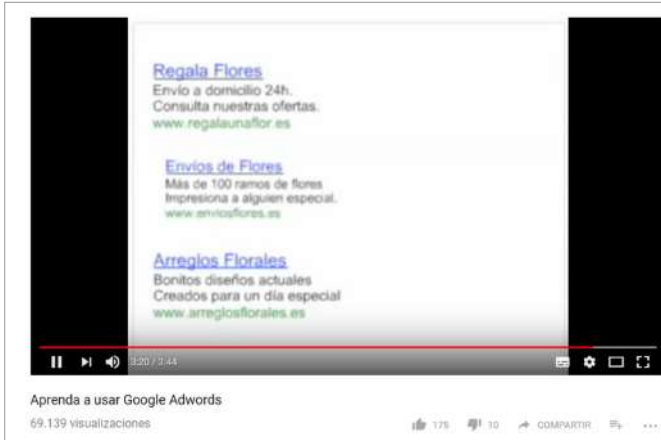 Regala Flores
Envío a domicilio 24h.
Consulta nuestras ofertas.
www.regalaunaflor.es
Envíos de Flores
Más de 100 ramos de flores
Impresiona a alguien especial.
www.enviosflores.es
Arreglos Florales
Bonitos diseños actuales
Creados para un día especial
www.arreglosflorales.es
3:20 / 3:44
Aprenda a usar Google Adwords
69.139 visualizaciones
175 10 COMPARTIR